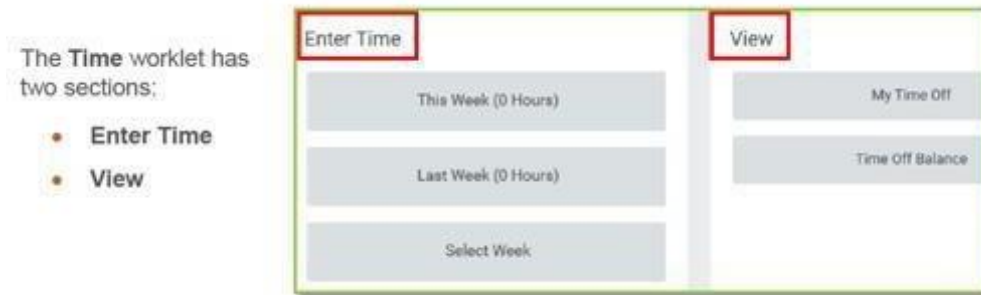 The Time worklet has
two sections:
• Enter Time
• View
Enter Time
This Week (0 Hours)
Last Week (0 Hours)
Select Week
View
My Time Off
Time Off Balance